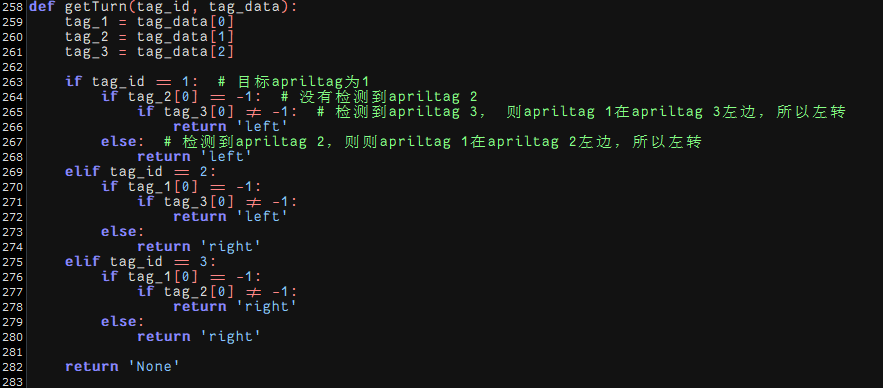 258 def getTurn(tag_id, tag_data):
259     tag_1 = tag_data[0]
260     tag_2 = tag_data[1]
261     tag_3 = tag_data[2]
262
263     if tag_id == 1:  # 目标apriltag为1
264         if tag_2[0] == -1:  # 没有检测到apriltag 2
265             if tag_3[0] ≠ -1:  # 检测到apriltag 3， 则apriltag 1在apriltag 3左边，所以左转
266                 return 'left'
267         else:  # 检测到apriltag 2，则则apriltag 1在apriltag 2左边，所以左转
268             return 'left'
269     elif tag_id == 2:
270         if tag_1[0] == -1:
271             if tag_3[0] ≠ -1:
272                 return 'left'
273         else:
274             return 'right'
275     elif tag_id == 3:
276         if tag_1[0] == -1:
277             if tag_2[0] ≠ -1:
278                 return 'right'
279         else:
280             return 'right'
281
282     return 'None'
283